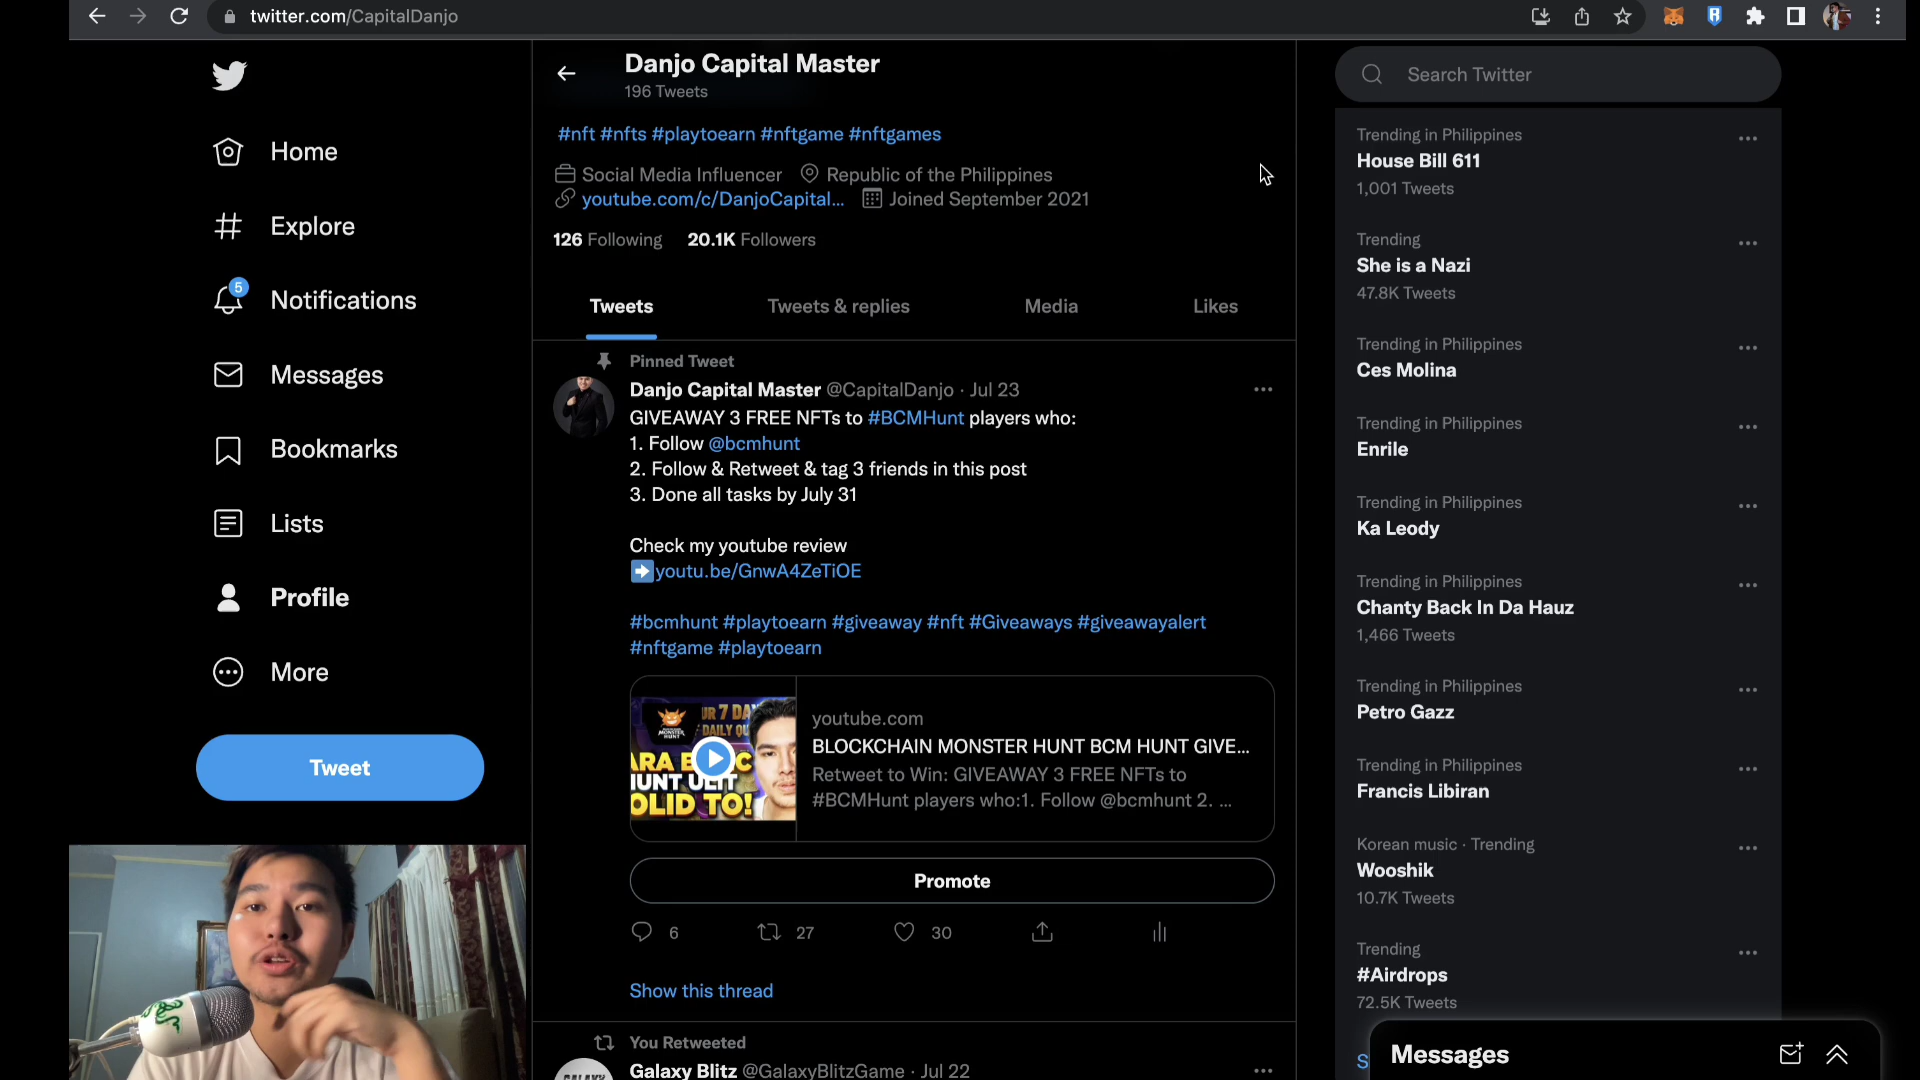 twitter.com/CapitalDanjo
Home
Explore
5
Notifications
Messages
Bookmarks
Lists
Profile
More
Tweet
Danjo Capital Master
196 Tweets
#nft #nfts #playtoearn #nftgame #nftgames
Social Media Influencer Republic of the Philippines
youtube.com/c/DanjoCapital... Joined September 2021
126 Following 20.1K Followers
Tweets Tweets & replies Media Likes
Pinned Tweet
Danjo Capital Master @CapitalDanjo · Jul 23
GIVEAWAY 3 FREE NFTs to #BCMHunt players who:
1. Follow @bcmhunt
2. Follow & Retweet & tag 3 friends in this post
3. Done all tasks by July 31
Check my youtube review
➡youtu.be/GnwA4ZeTiOE
#bcmhunt #playtoearn #giveaway #nft #Giveaways #giveawayalert
#nftgame #playtoearn
MONSTER
HUNT
UR 7 DA
DAILY QU
OLID TO!
youtube.com
BLOCKCHAIN MONSTER HUNT BCM HUNT GIVE...
Retweet to Win: GIVEAWAY 3 FREE NFTs to
#BCMHunt players who:1. Follow @bcmhunt 2. ...
Promote
6 27 30
Show this thread
You Retweeted
Galaxy Blitz @GalaxyBlitzGame · Jul 22
Search Twitter
Trending in Philippines
House Bill 611
1,001 Tweets
Trending
She is a Nazi
47.8K Tweets
Trending in Philippines
Ces Molina
Trending in Philippines
Enrile
Trending in Philippines
Ka Leody
Trending in Philippines
Chanty Back In Da Hauz
1,466 Tweets
Trending in Philippines
Petro Gazz
Trending in Philippines
Francis Libiran
Korean music · Trending
Wooshik
10.7K Tweets
Trending
#Airdrops
72.5K Tweets
S
Messages